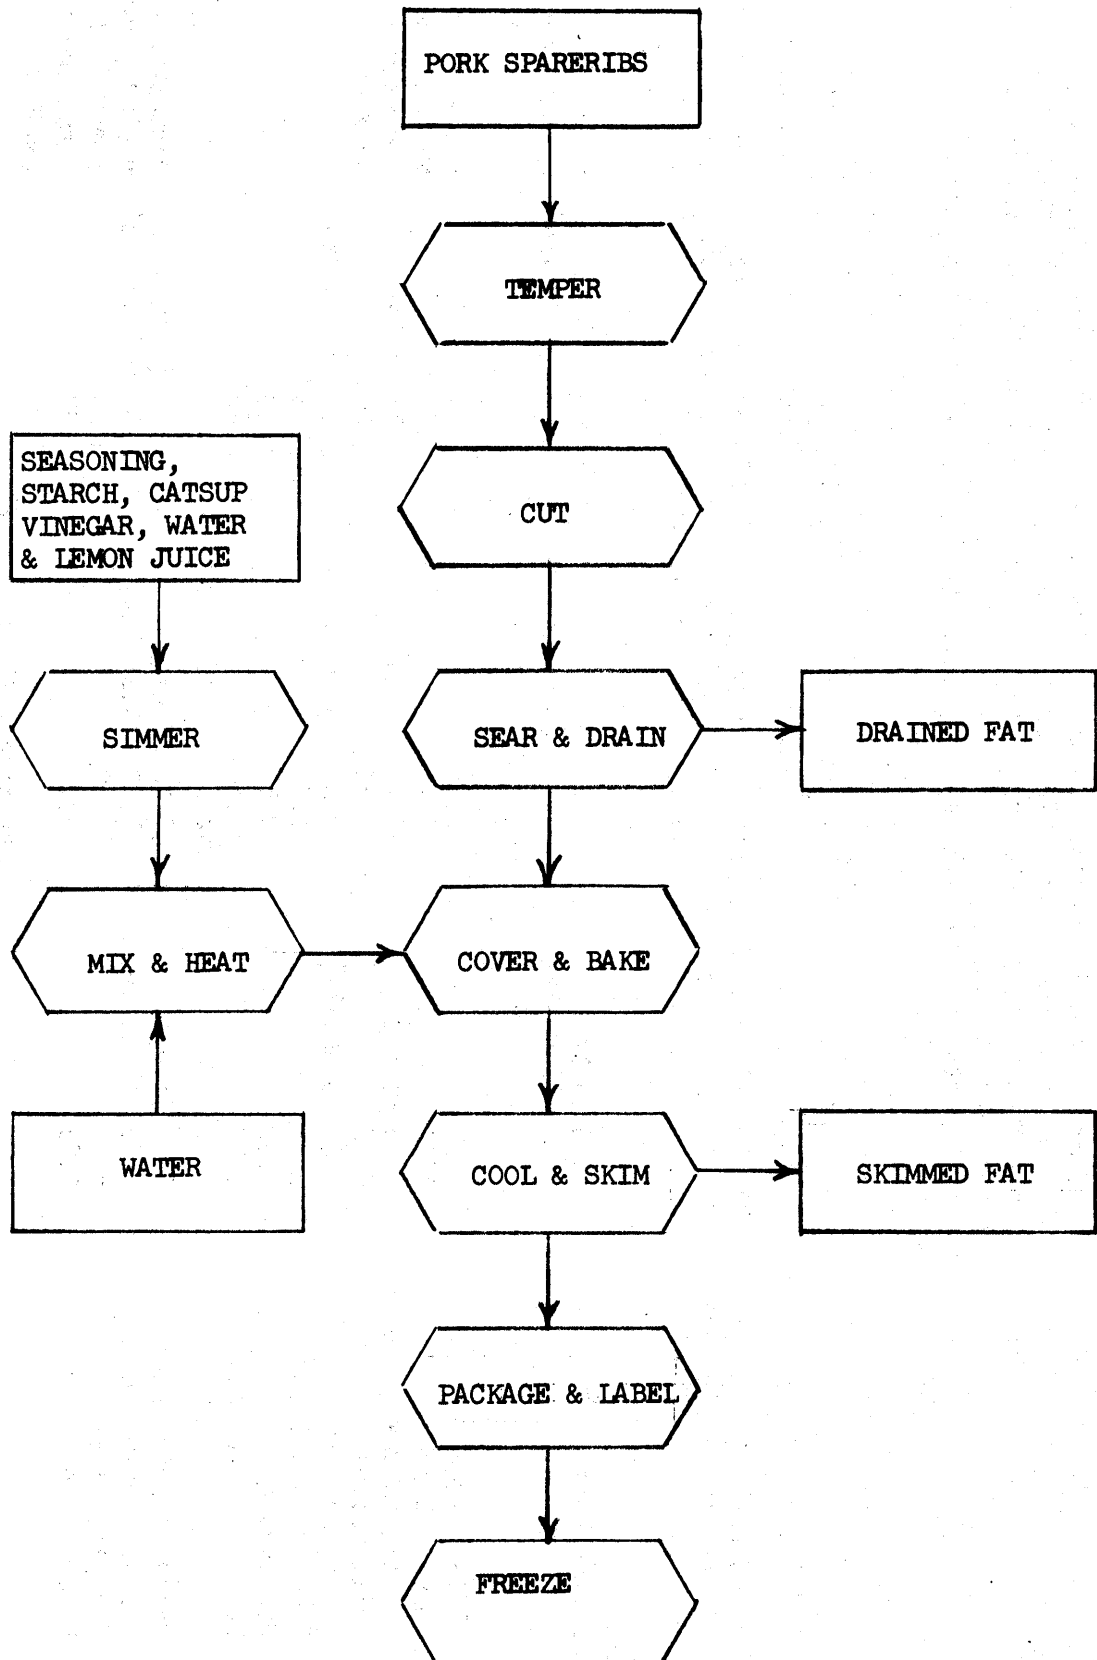 PORK SPARERIBS
TEMPER
CUT
SEASONING,
STARCH, CATSUP
VINEGAR, WATER
& LEMON JUICE
SIMMER
SEAR & DRAIN
DRAINED FAT
MIX & HEAT
COVER & BAKE
WATER
COOL & SKIM
SKIMMED FAT
PACKAGE & LABEL
FREEZE